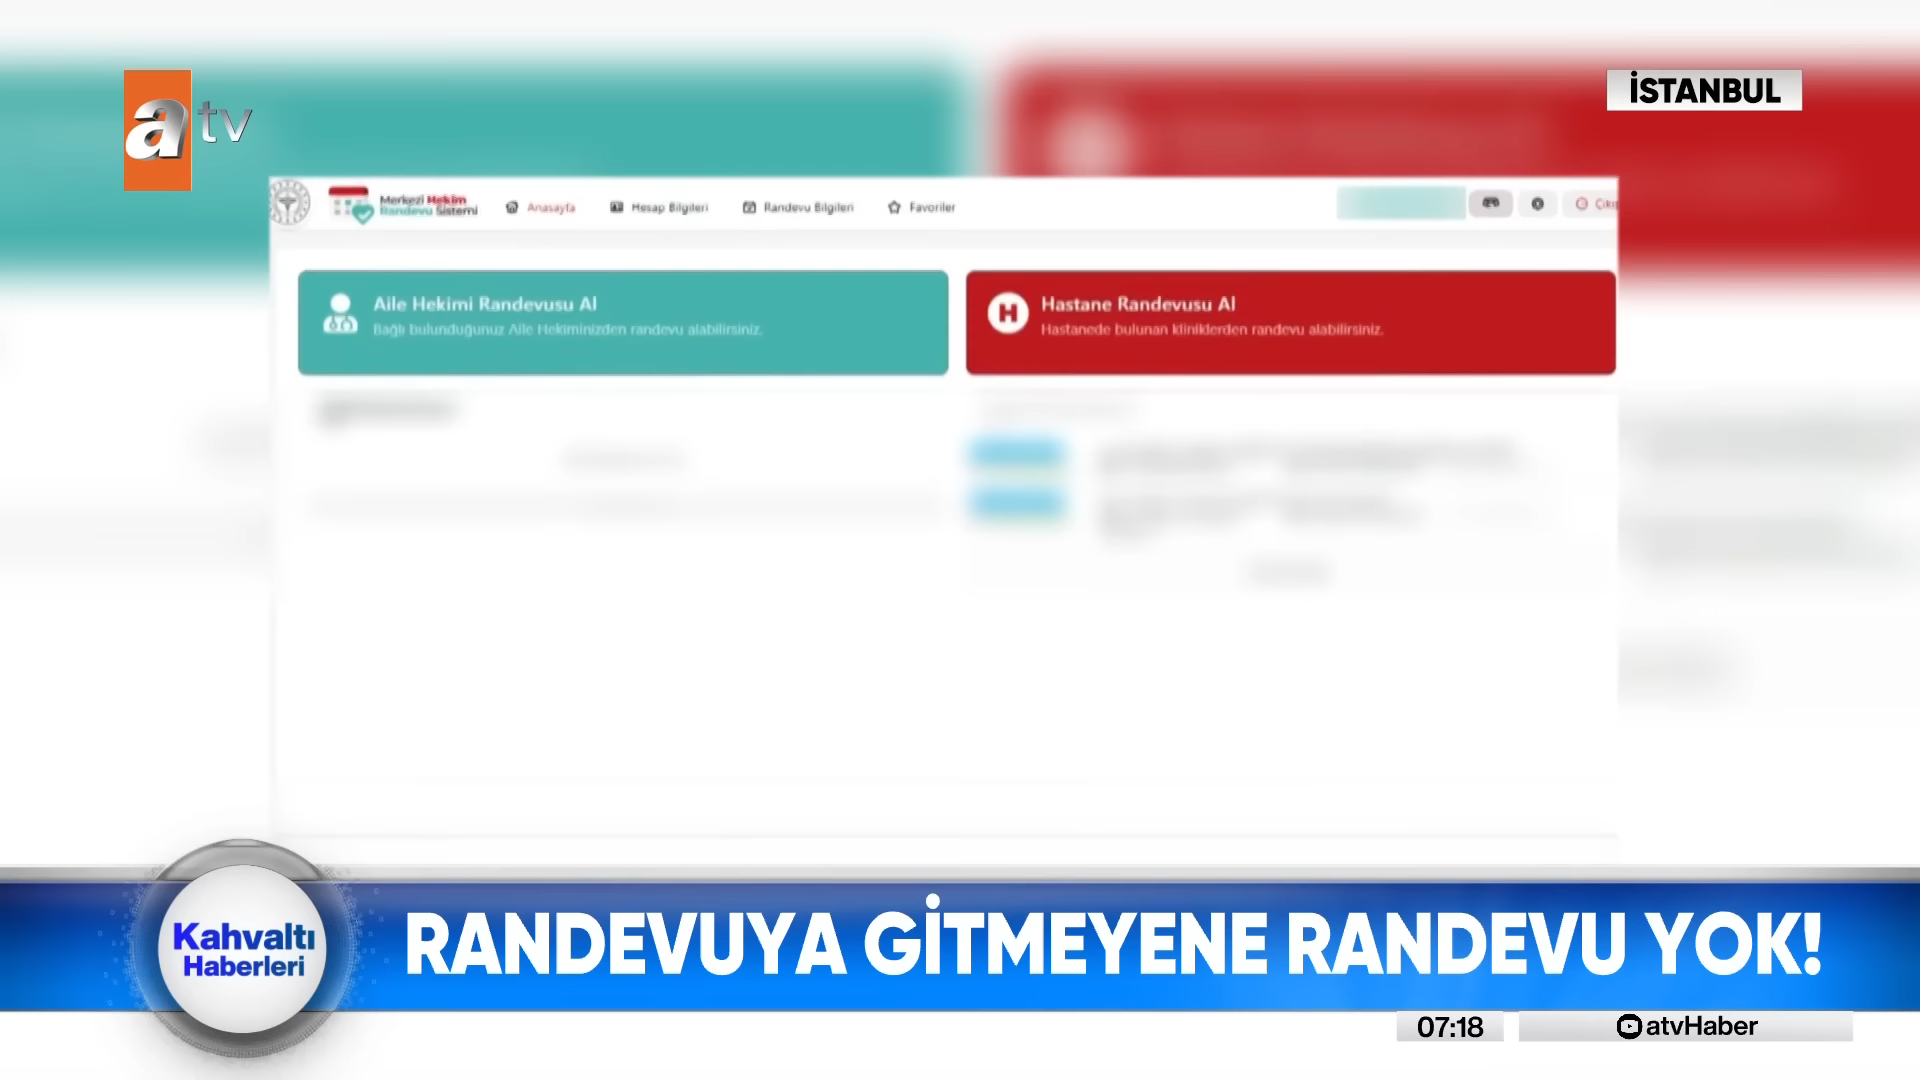 a tv
İSTANBUL
Merkezi Hekim
Randevu Sistemi
Anasayfa
Hesap Bilgileri
Randevu Bilgileri
Favoriler
Aile Hekimi Randevusu Al
Bağlı bulunduğunuz Aile Hekiminizden randevu alabilirsiniz.
H
Hastane Randevusu Al
Hastanede bulunan kliniklerden randevu alabilirsiniz.
Kahvaltı
Haberleri
RANDEVUYA GİTMEYENE RANDEVU YOK!
07:18
atvHaber